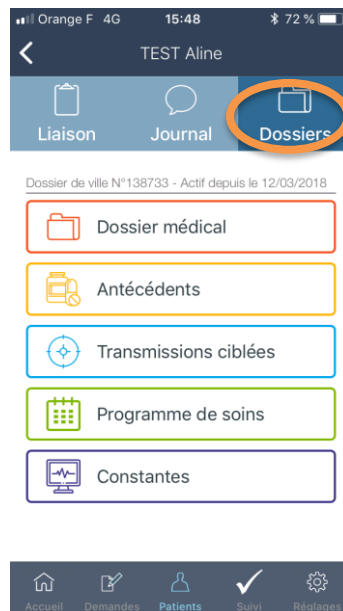 Orange F 4G 15:48 72 %
TEST Aline
Liaison Journal Dossiers
Dossier de ville N°138733 - Actif depuis le 12/03/2018
Dossier médical
Antécédents
Transmissions ciblées
Programme de soins
Constantes
Accueil Demandes Patients Suivi Réglages